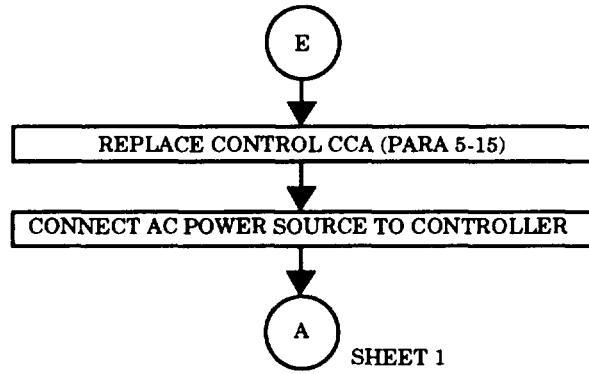 E
REPLACE CONTROL CCA (PARA 5-15)
CONNECT AC POWER SOURCE TO CONTROLLER
A
SHEET 1